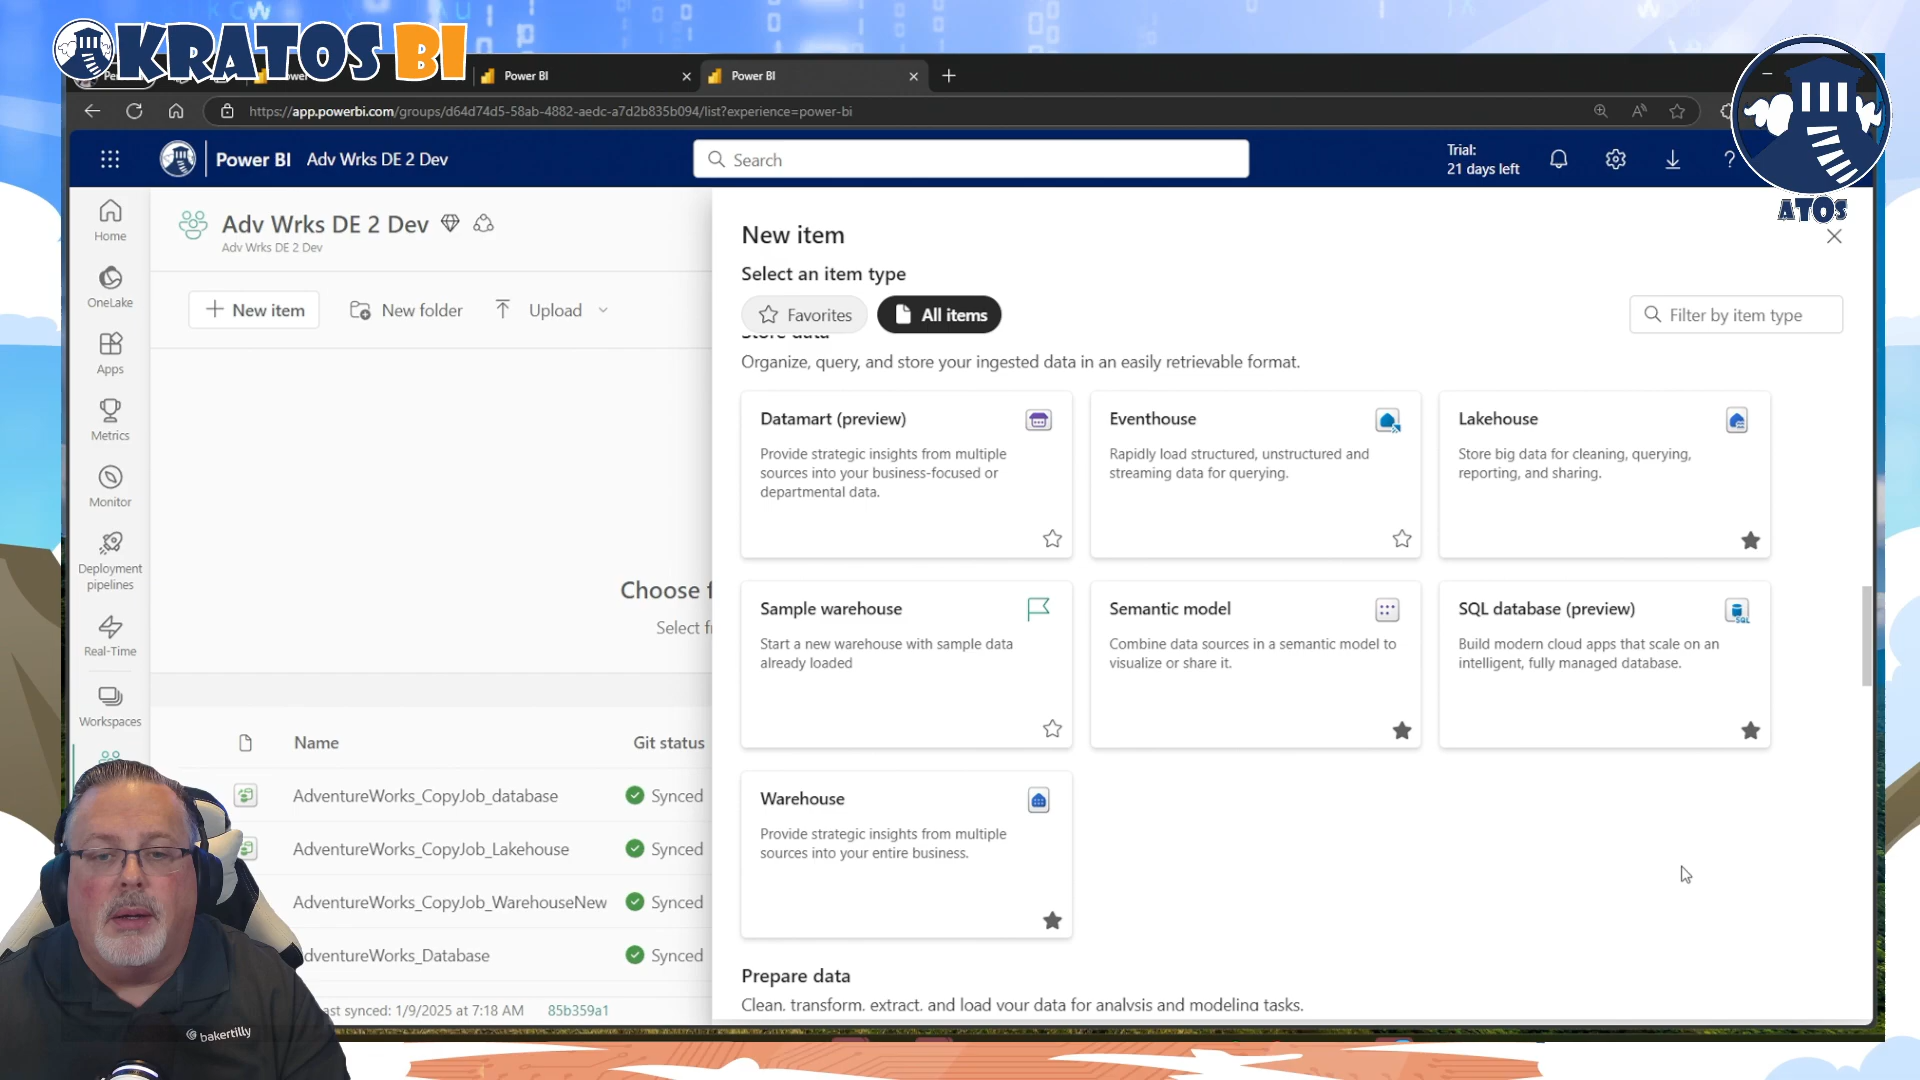 KRATOS BI
Power BI
Power BI
https://app.powerbi.com/groups/d64d74d5-58ab-4882-aedc-a7d2b835b094/list?experience=power-bi
Power BI
Adv Wrks DE 2 Dev
Search
Trial:
21 days left
?
ATOS
Home
OneLake
Apps
Metrics
Monitor
Deployment
pipelines
Real-Time
Workspaces
Adv Wrks DE 2 Dev
Adv Wrks DE 2 Dev
New item
New folder
Upload
Choose f
Select fr
Name
Git status
AdventureWorks_CopyJob_database
Synced
AdventureWorks_CopyJob_Lakehouse
Synced
AdventureWorks_CopyJob_WarehouseNew
Synced
dventureWorks_Database
Synced
ast synced: 1/9/2025 at 7:18 AM
85b359a1
New item
Select an item type
Favorites
All items
Filter by item type
Store data
Organize, query, and store your ingested data in an easily retrievable format.
Datamart (preview)
Provide strategic insights from multiple
sources into your business-focused or
departmental data.
Eventhouse
Rapidly load structured, unstructured and
streaming data for querying.
Lakehouse
Store big data for cleaning, querying,
reporting, and sharing.
Sample warehouse
Start a new warehouse with sample data
already loaded
Semantic model
Combine data sources in a semantic model to
visualize or share it.
SQL database (preview)
SQL
Build modern cloud apps that scale on an
intelligent, fully managed database.
Warehouse
Provide strategic insights from multiple
sources into your entire business.
Prepare data
Clean, transform, extract, and load your data for analysis and modeling tasks.
bakertilly